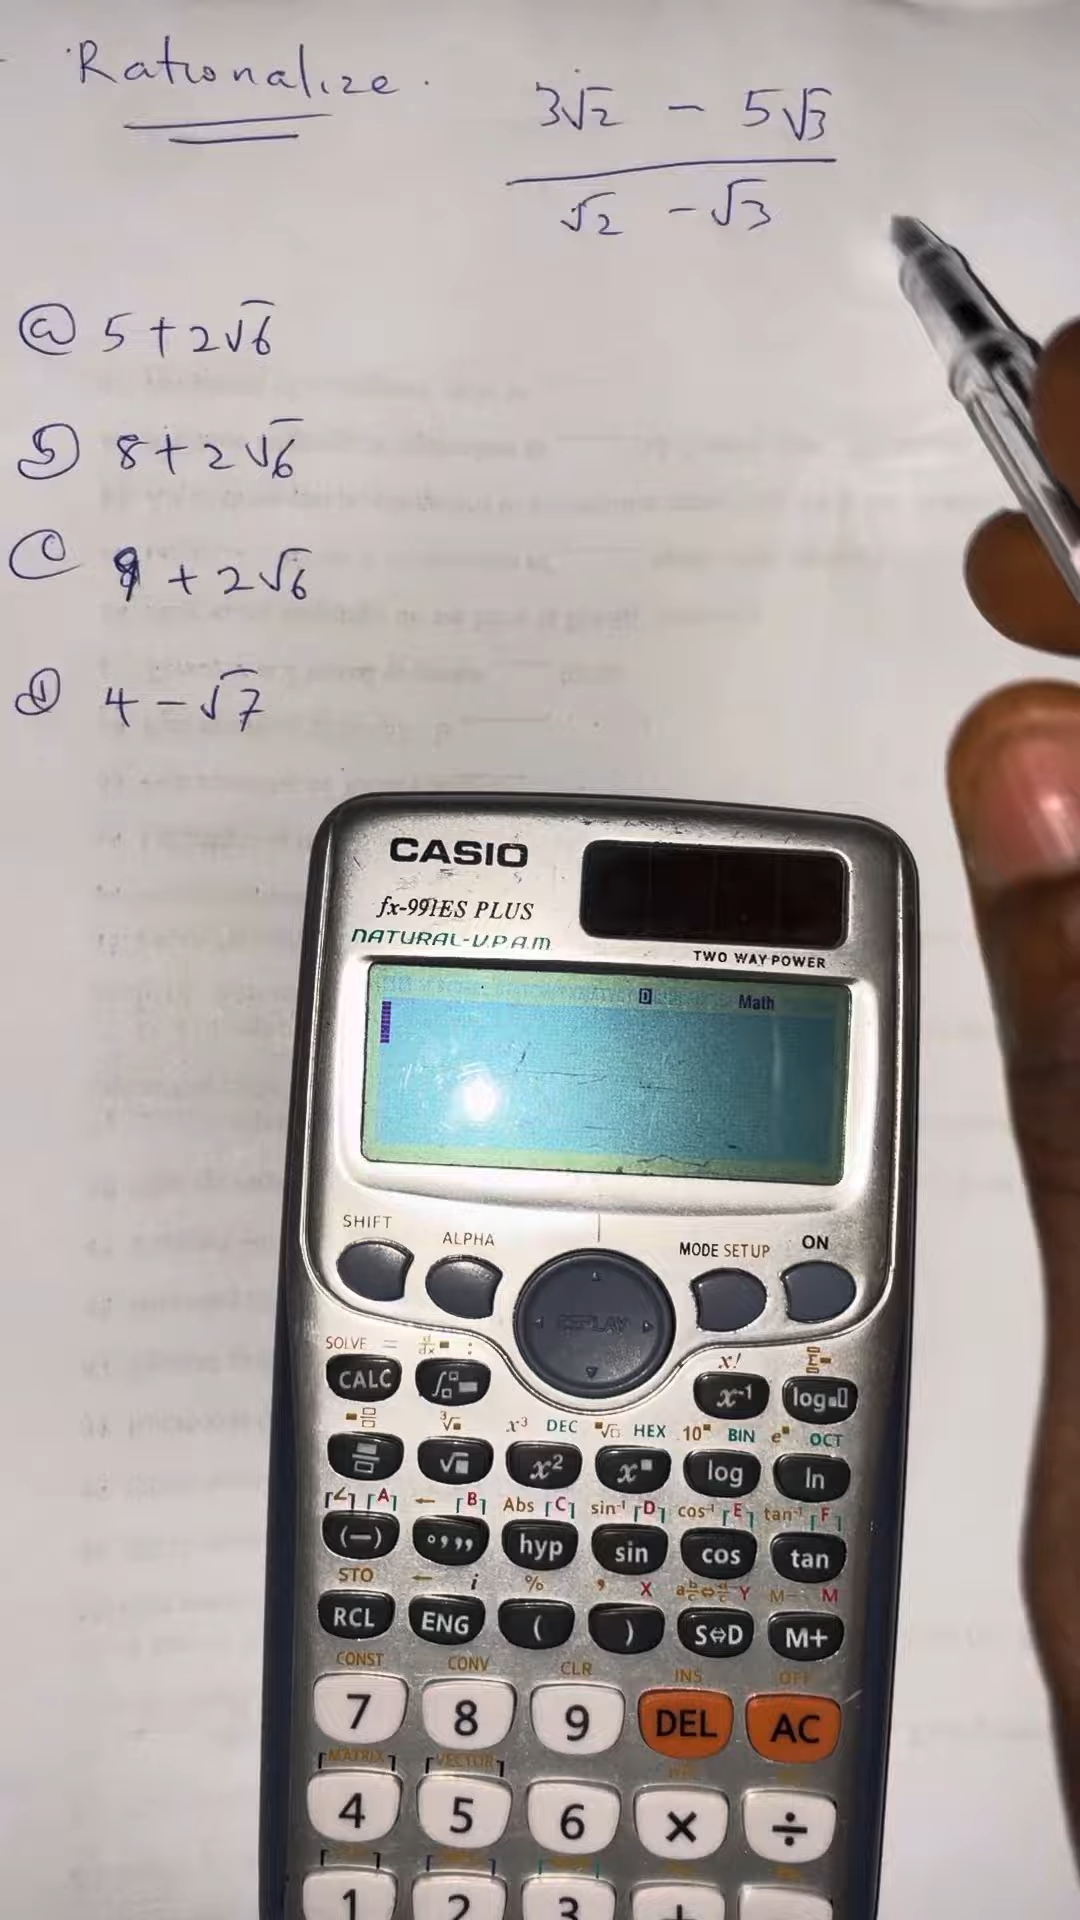 Rationalize.
3√2 - 5√3
√2 - √3
ⓐ 5 + 2√6
ⓑ 8 + 2√6
ⓒ 9 + 2√6
ⓓ 4 - √7
CASIO
fx-991ES PLUS
NATURAL-V.P.A.M.
TWO WAY POWER
D Math
SHIFT ALPHA MODE SETUP ON
REPLAY
SOLVE = d/dx : x! Σ
CALC ∫ x⁻¹ log
³√ x³ DEC √ HEX 10 BIN e OCT
√ x² x log ln
∠ A ← B Abs C sin⁻¹ D cos⁻¹ E tan⁻¹ F
(−) °,,, hyp sin cos tan
STO ← i % , X a b/c⇔d/c Y M− M
RCL ENG ( ) S⇔D M+
CONST CONV CLR INS OFF
7 8 9 DEL AC
MATRIX VECTOR
4 5 6 × ÷
1 2 3 +